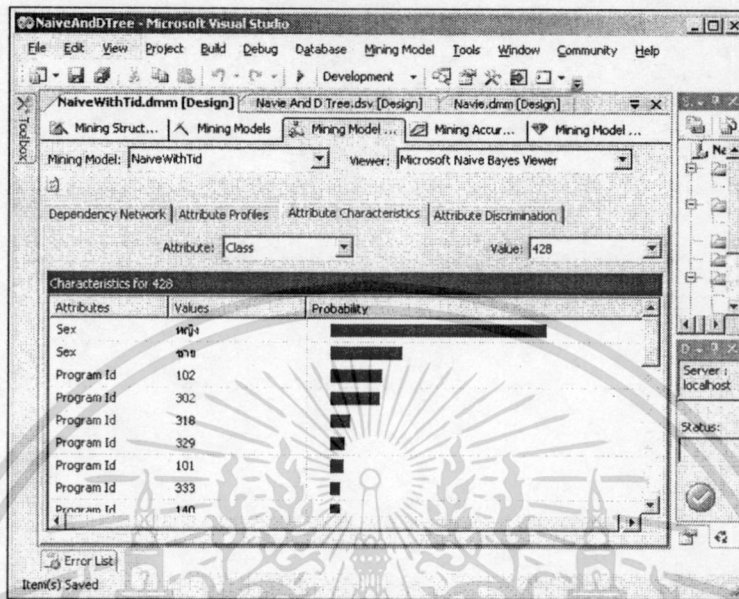 NaiveAndDTree - Microsoft Visual Studio
File Edit View Project Build Debug Database Mining Model Tools Window Community Help
Development
Toolbox
NaiveWithTid.dmm [Design] Navie And D Tree.dsv [Design] Navie.dmm [Design]
Mining Struct... Mining Models Mining Model ... Mining Accur... Mining Model ...
Mining Model: NaiveWithTid Viewer: Microsoft Naive Bayes Viewer
Dependency Network Attribute Profiles Attribute Characteristics Attribute Discrimination
Attribute: Class Value: 428
Characteristics for 428
Attributes Values Probability
Sex หญิง
Sex ชาย
Program Id 102
Program Id 302
Program Id 318
Program Id 329
Program Id 101
Program Id 333
Program Id 140
Server :
localhost
Status:
Error List
Item(s) Saved